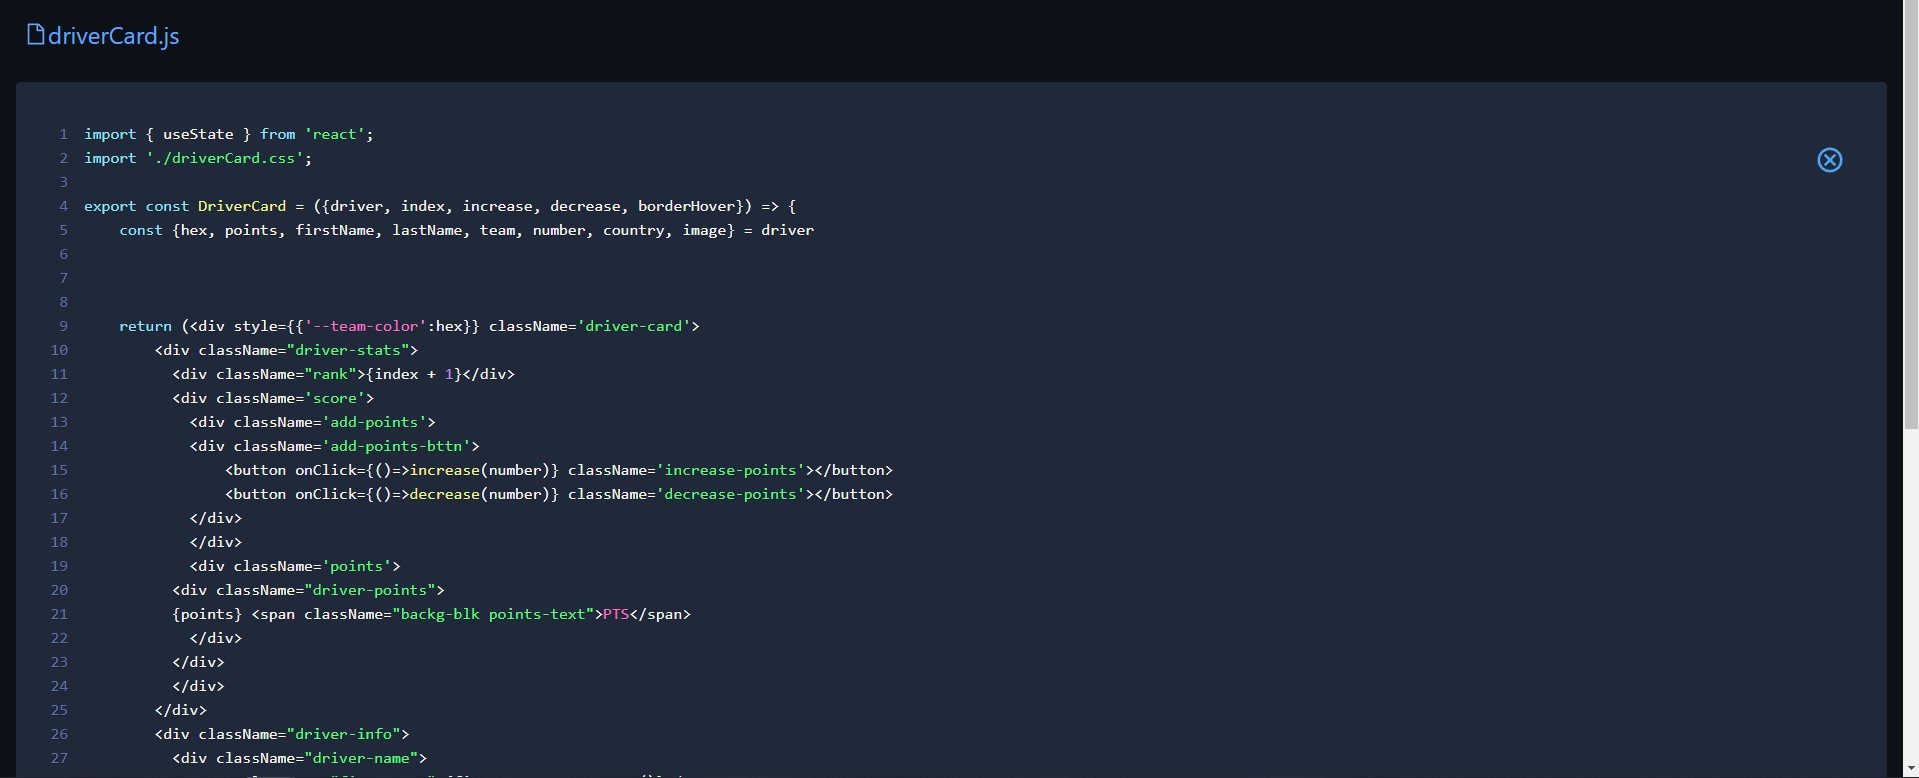 driverCard.js
1 import { useState } from 'react';
2 import './driverCard.css';
3
4 export const DriverCard = ({driver, index, increase, decrease, borderHover}) => {
5     const {hex, points, firstName, lastName, team, number, country, image} = driver
6
7
8
9     return (<div style={{'--team-color':hex}} className='driver-card'>
10         <div className="driver-stats">
11           <div className="rank">{index + 1}</div>
12           <div className='score'>
13             <div className='add-points'>
14             <div className='add-points-bttn'>
15                 <button onClick={()=>increase(number)} className='increase-points'></button>
16                 <button onClick={()=>decrease(number)} className='decrease-points'></button>
17             </div>
18             </div>
19             <div className='points'>
20           <div className="driver-points">
21           {points} <span className="backg-blk points-text">PTS</span>
22             </div>
23           </div>
24           </div>
25         </div>
26         <div className="driver-info">
27           <div className="driver-name">